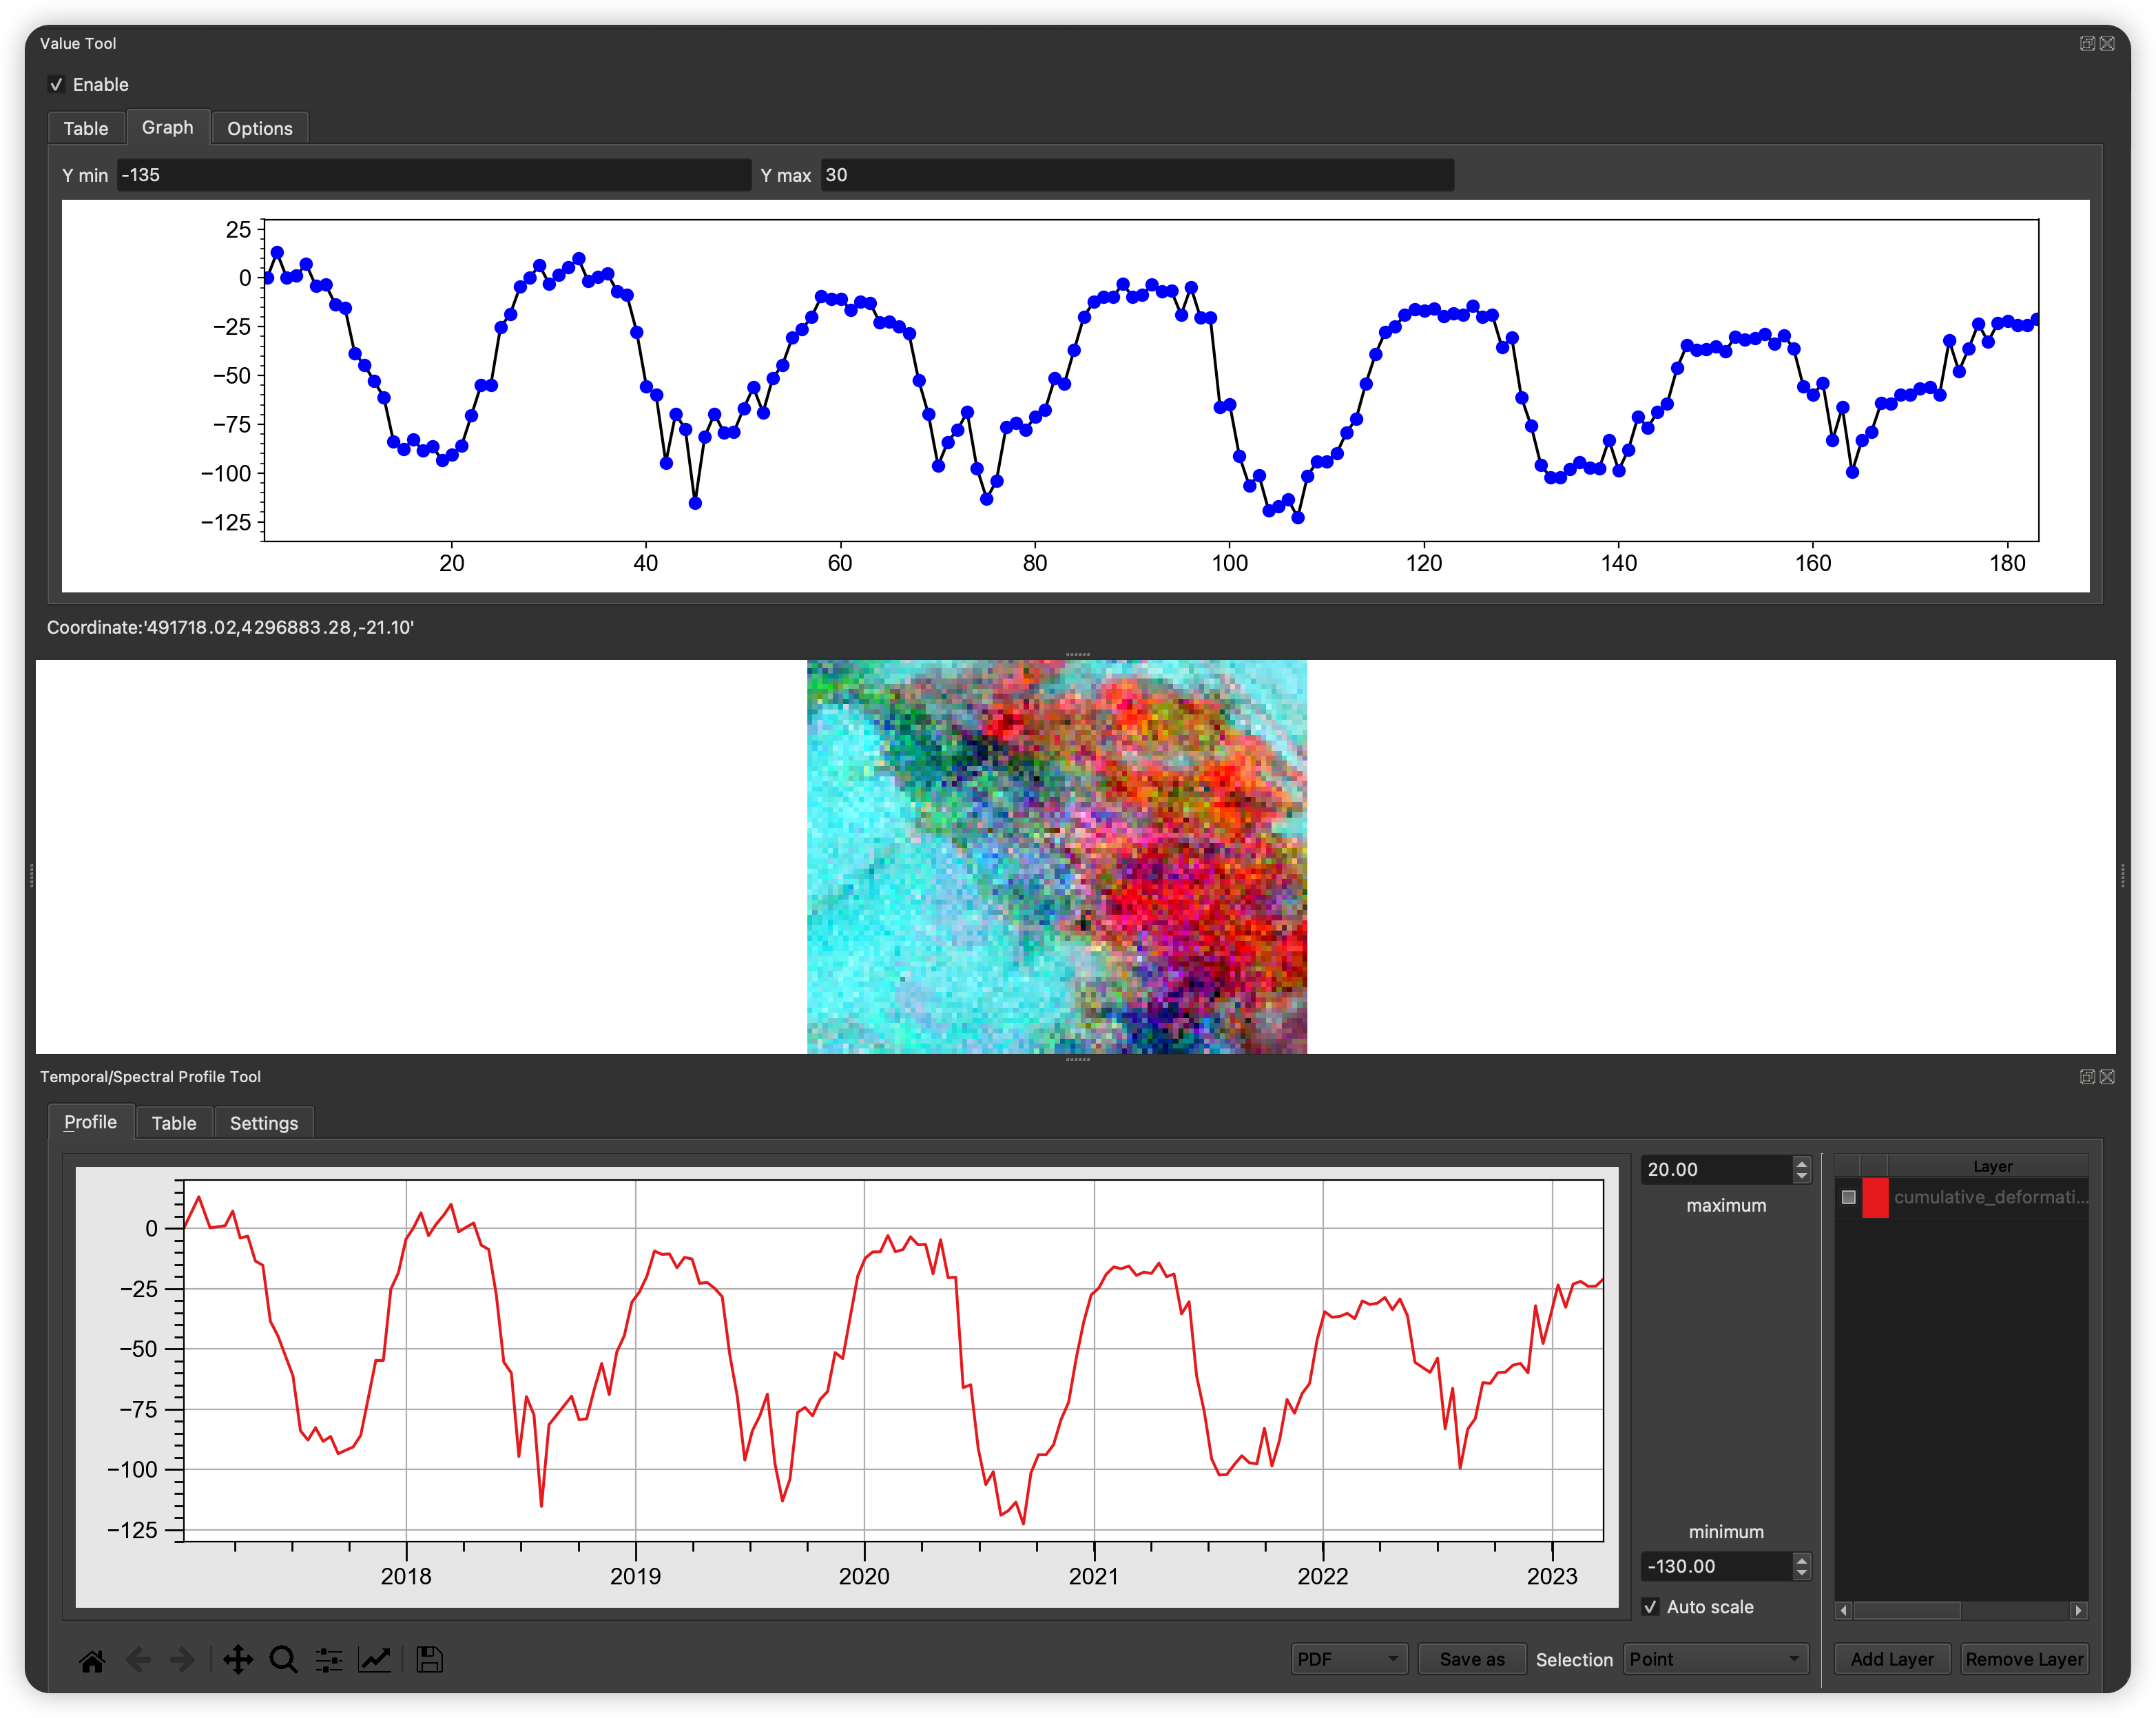 Value Tool
Enable
Table Graph Options
Y min -135 Y max 30
25
0
−25
−50
−75
−100
−125
20 40 60 80 100 120 140 160 180
Coordinate:'491718.02,4296883.28,-21.10'
Temporal/Spectral Profile Tool
Profile Table Settings
20.00
maximum
Layer
cumulative_deformati...
0
−25
−50
−75
−100
−125
2018 2019 2020 2021 2022 2023
minimum
-130.00
Auto scale
PDF Save as Selection Point Add Layer Remove Layer